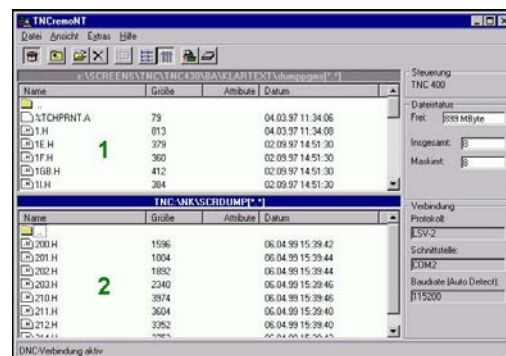 TNCremoNT
Datei Ansicht Extras Hilfe
s:\SCREENS\TNC\TNC430\BA\KLARTEXT\dumppgms[*.*]
Name Größe Attribute Datum
..
%TCHPRNT.A 79 04.03.97 11:34:06
1.H 813 04.03.97 11:34:08
1E.H 379 02.09.97 14:51:30
1F.H 360 02.09.97 14:51:30
1GB.H 412 02.09.97 14:51:30
1I.H 384 02.09.97 14:51:30
1
TNC:\NK\SCRDUMP[*.*]
Name Größe Attribute Datum
..
200.H 1596 06.04.99 15:39:42
201.H 1004 06.04.99 15:39:44
202.H 1892 06.04.99 15:39:44
203.H 2340 06.04.99 15:39:46
210.H 3974 06.04.99 15:39:46
211.H 3604 06.04.99 15:39:40
212.H 3352 06.04.99 15:39:40
2
Steuerung
TNC 400
Dateistatus
Frei: 899 MByte
Insgesamt: 8
Maskiert: 8
Verbindung
Protokoll:
LSV-2
Schnittstelle:
COM2
Baudrate (Auto Detect):
115200
DNC-Verbindung aktiv